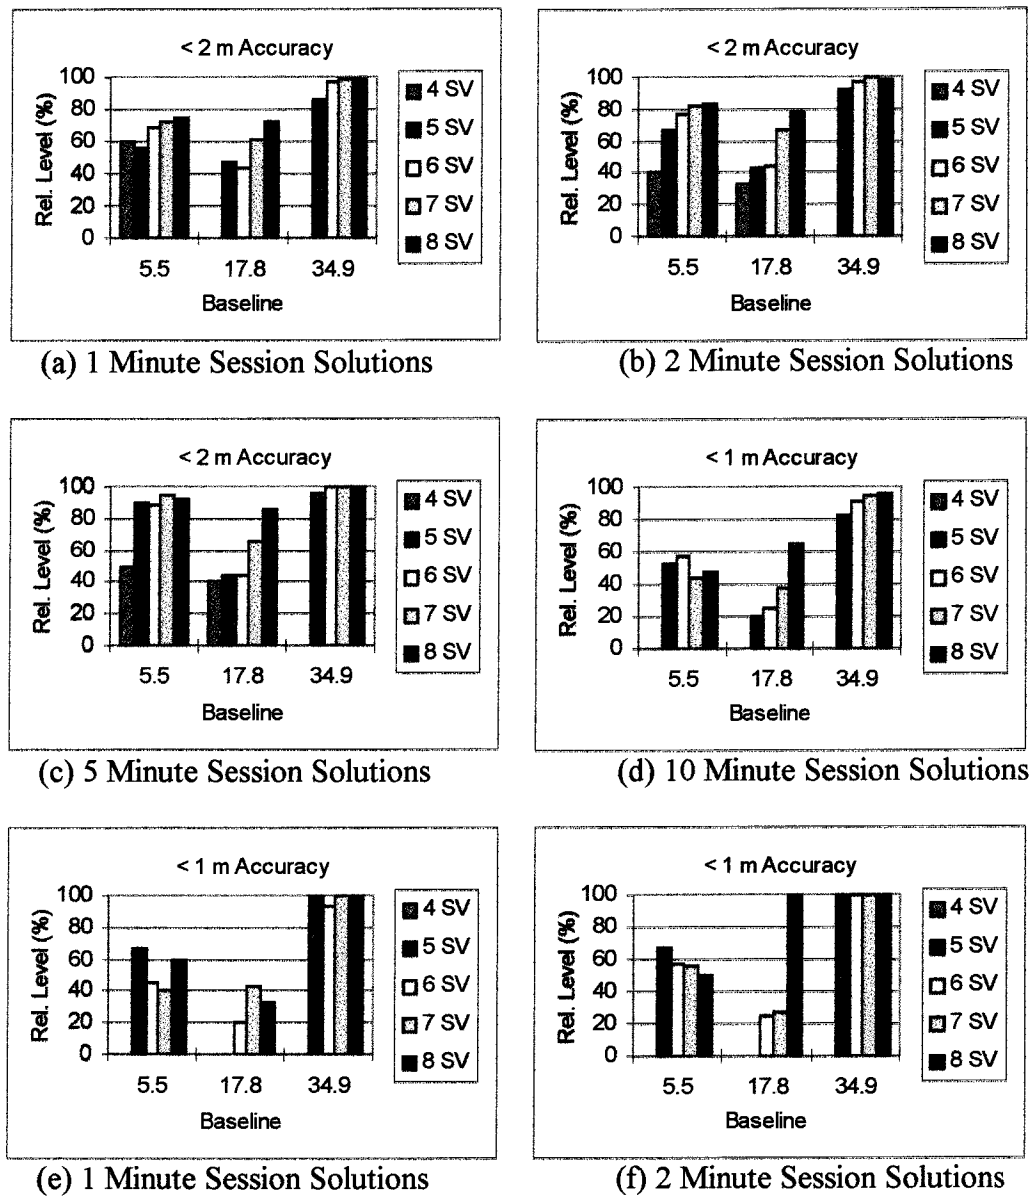 < 2 m Accuracy
Rel. Level (%)
100
80
60
40
20
0
5.5 17.8 34.9
Baseline
4 SV
5 SV
6 SV
7 SV
8 SV
(a) 1 Minute Session Solutions
< 2 m Accuracy
Rel. Level (%)
100
80
60
40
20
0
5.5 17.8 34.9
Baseline
4 SV
5 SV
6 SV
7 SV
8 SV
(b) 2 Minute Session Solutions
< 2 m Accuracy
Rel. Level (%)
100
80
60
40
20
0
5.5 17.8 34.9
Baseline
4 SV
5 SV
6 SV
7 SV
8 SV
(c) 5 Minute Session Solutions
< 1 m Accuracy
Rel. Level (%)
100
80
60
40
20
0
5.5 17.8 34.9
Baseline
4 SV
5 SV
6 SV
7 SV
8 SV
(d) 10 Minute Session Solutions
< 1 m Accuracy
Rel. Level (%)
100
80
60
40
20
0
5.5 17.8 34.9
Baseline
4 SV
5 SV
6 SV
7 SV
8 SV
(e) 1 Minute Session Solutions
< 1 m Accuracy
Rel. Level (%)
100
80
60
40
20
0
5.5 17.8 34.9
Baseline
4 SV
5 SV
6 SV
7 SV
8 SV
(f) 2 Minute Session Solutions